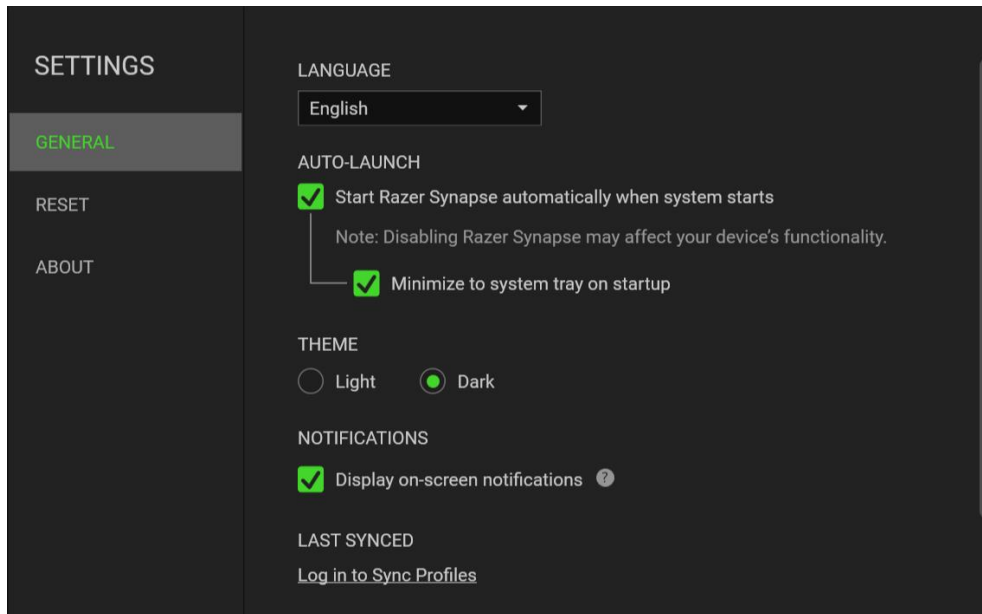 SETTINGS
GENERAL
RESET
ABOUT
LANGUAGE
English
AUTO-LAUNCH
Start Razer Synapse automatically when system starts
Note: Disabling Razer Synapse may affect your device’s functionality.
Minimize to system tray on startup
THEME
Light Dark
NOTIFICATIONS
Display on-screen notifications ?
LAST SYNCED
Log in to Sync Profiles